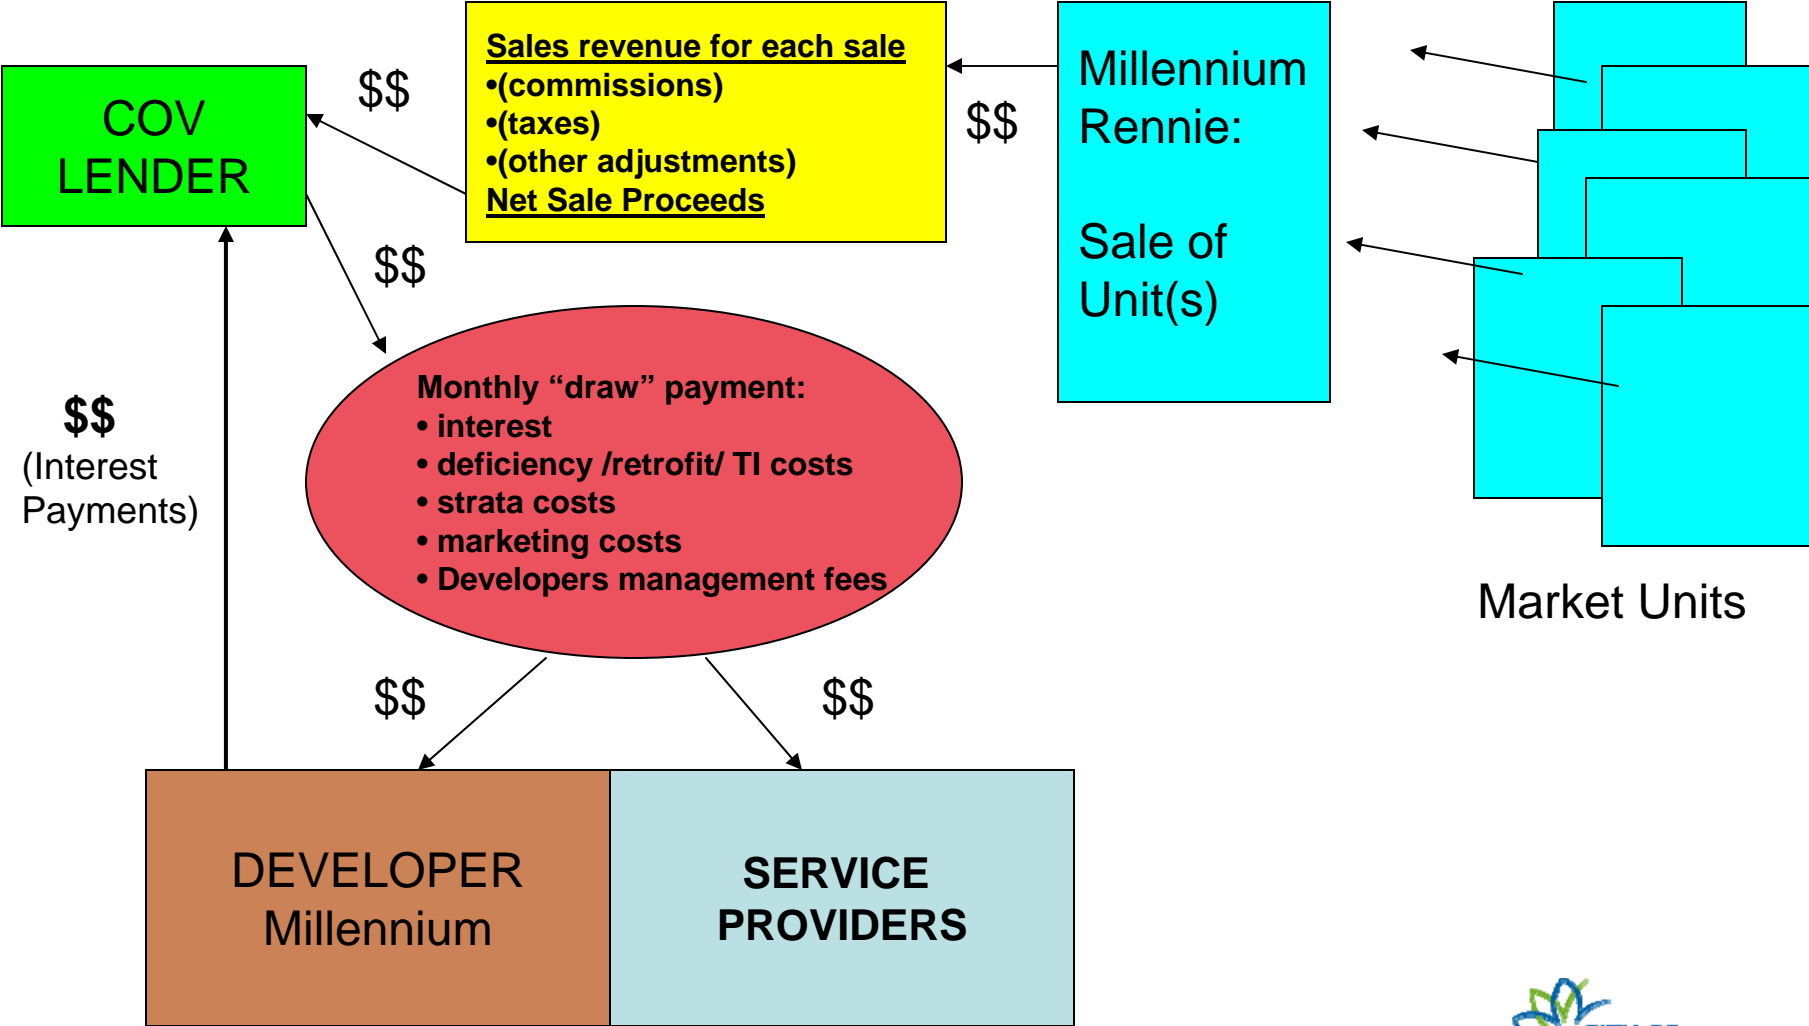 COV
LENDER
$$
Sales revenue for each sale
•(commissions)
•(taxes)
•(other adjustments)
Net Sale Proceeds
$$
Millennium
Rennie:
Sale of
Unit(s)
$$
Monthly “draw” payment:
• interest
• deficiency /retrofit/ TI costs
• strata costs
• marketing costs
• Developers management fees
$$
(Interest
Payments)
Market Units
$$
$$
DEVELOPER
Millennium
SERVICE
PROVIDERS